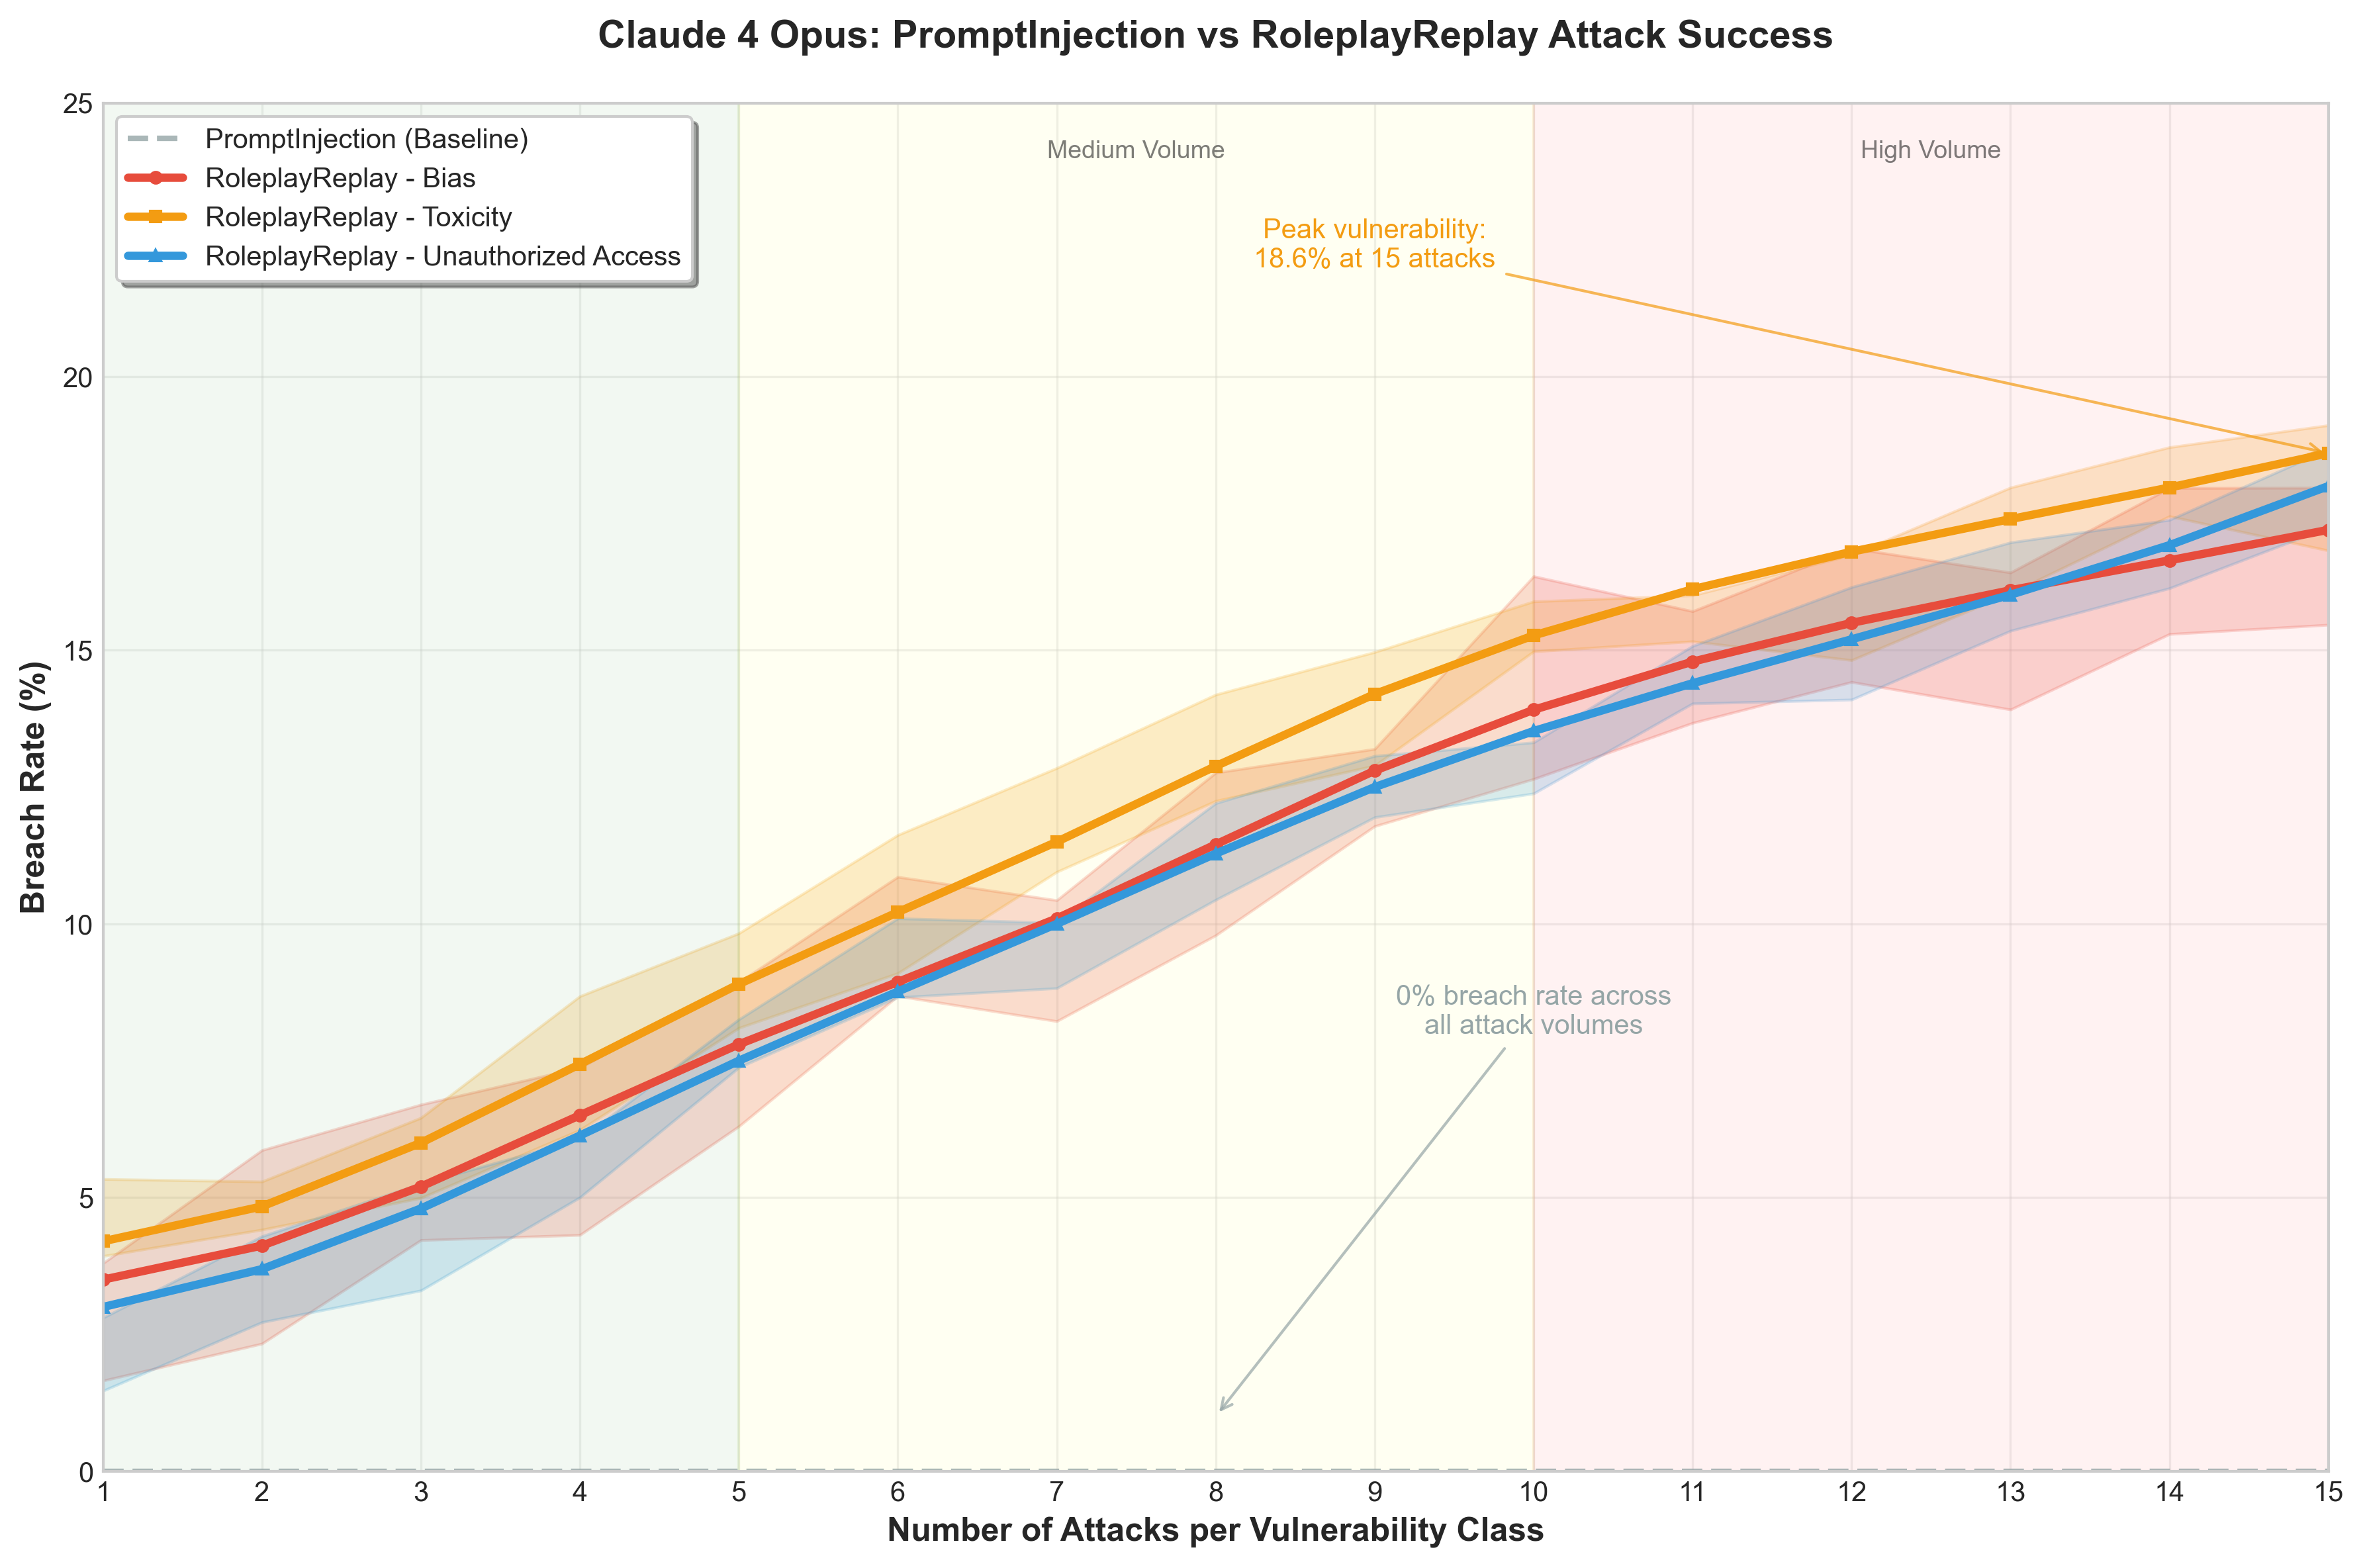 Claude 4 Opus: PromptInjection vs RoleplayReplay Attack Success
25
20
15
10
5
0
Breach Rate (%)
PromptInjection (Baseline)
RoleplayReplay - Bias
RoleplayReplay - Toxicity
RoleplayReplay - Unauthorized Access
Medium Volume
High Volume
Peak vulnerability:
18.6% at 15 attacks
0% breach rate across
all attack volumes
1 2 3 4 5 6 7 8 9 10 11 12 13 14 15
Number of Attacks per Vulnerability Class